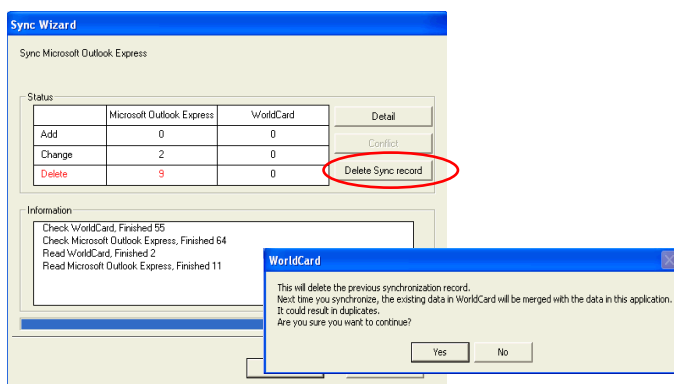 Sync Wizard
Sync Microsoft Outlook Express
Status
Microsoft Outlook Express WorldCard
Add 0 0
Change 2 0
Delete 9 0
Detail
Conflict
Delete Sync record
Information
Check WorldCard, Finished 55
Check Microsoft Outlook Express, Finished 64
Read WorldCard, Finished 2
Read Microsoft Outlook Express, Finished 11
WorldCard
This will delete the previous synchronization record.
Next time you synchronize, the existing data in WorldCard will be merged with the data in this application.
It could result in duplicates.
Are you sure you want to continue?
Yes No